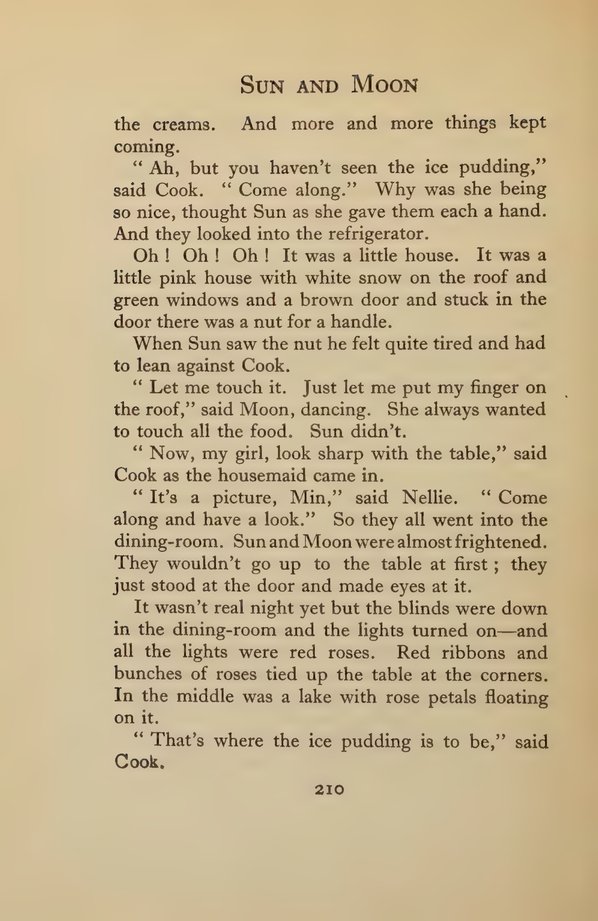 Sun and Moon
the creams. And more and more things kept
coming.
“ Ah, but you haven’t seen the ice pudding,”
said Cook. “ Come along.” Why was she being
so nice, thought Sun as she gave them each a hand.
And they looked into the refrigerator.
Oh ! Oh ! Oh ! It was a little house. It was a
little pink house with white snow on the roof and
green windows and a brown door and stuck in the
door there was a nut for a handle.
When Sun saw the nut he felt quite tired and had
to lean against Cook.
“ Let me touch it. Just let me put my finger on
the roof,” said Moon, dancing. She always wanted
to touch all the food. Sun didn’t.
“ Now, my girl, look sharp with the table,” said
Cook as the housemaid came in.
“ It’s a picture, Min,” said Nellie. “ Come
along and have a look.” So they all went into the
dining-room. Sun and Moon were almost frightened.
They wouldn’t go up to the table at first ; they
just stood at the door and made eyes at it.
It wasn’t real night yet but the blinds were down
in the dining-room and the lights turned on—and
all the lights were red roses. Red ribbons and
bunches of roses tied up the table at the corners.
In the middle was a lake with rose petals floating
on it.
“ That’s where the ice pudding is to be,” said
Cook.
210